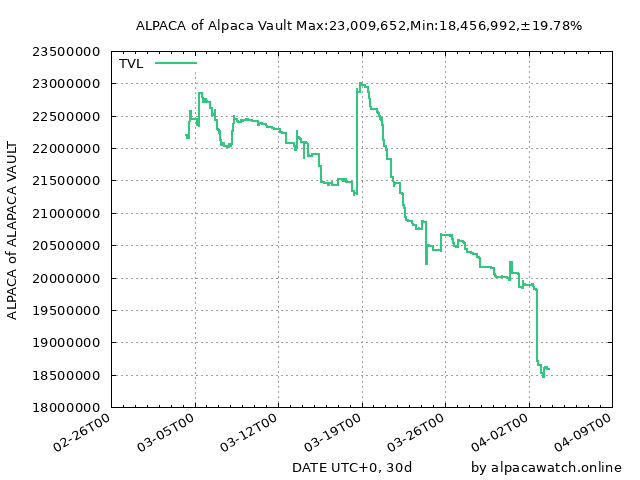 ALPACA of Alpaca Vault Max:23,009,652,Min:18,456,992,±19.78%
TVL
23500000
23000000
22500000
22000000
21500000
21000000
20500000
20000000
19500000
19000000
18500000
18000000
ALPACA of ALAPACA VAULT
02-26T00
03-05T00
03-12T00
03-19T00
03-26T00
04-02T00
04-09T00
DATE UTC+0, 30d
by alpacawatch.online